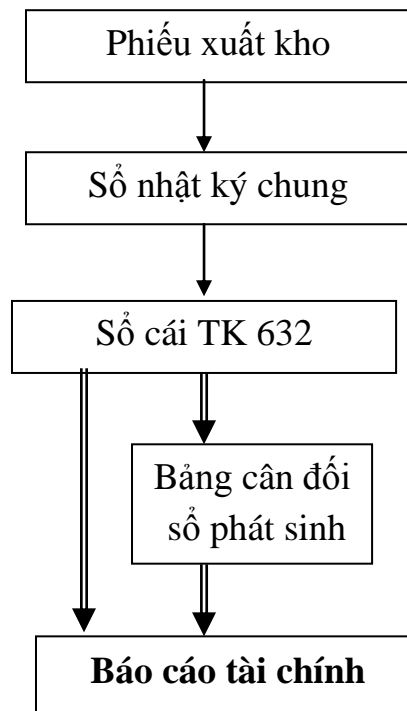 Phiếu xuất kho
Sổ nhật ký chung
Sổ cái TK 632
Bảng cân đối
sổ phát sinh
Báo cáo tài chính